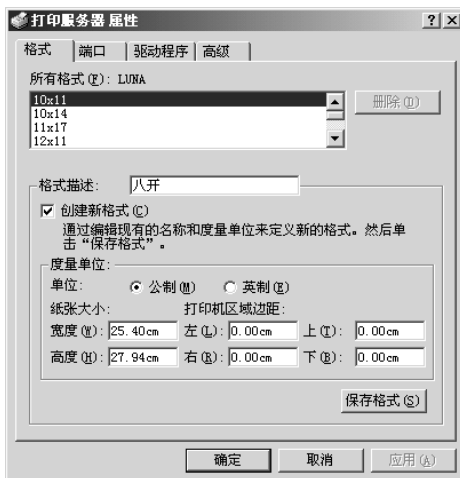 打印服务器 属性
格式 端口 驱动程序 高级
所有格式(F): LUNA
10x11
10x14
11x17
12x11
删除(D)
格式描述: 八开
创建新格式(C)
通过编辑现有的名称和度量单位来定义新的格式。然后单
击“保存格式”。
度量单位:
单位: 公制(M) 英制(E)
纸张大小: 打印机区域边距:
宽度(W): 25.40cm 左(L): 0.00cm 上(T): 0.00cm
高度(H): 27.94cm 右(R): 0.00cm 下(B): 0.00cm
保存格式(S)
确定 取消 应用(A)